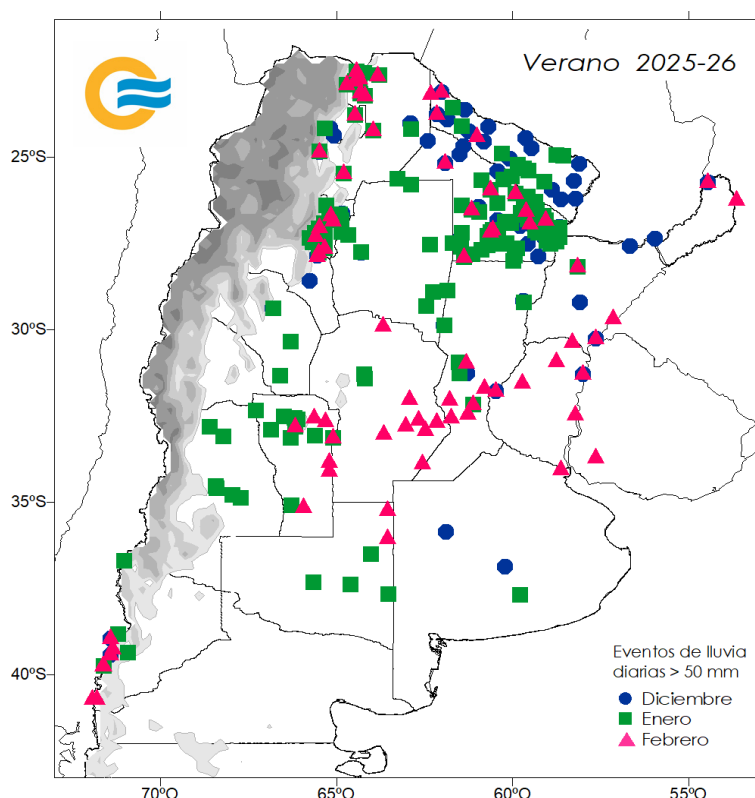 Verano 2025-26
25ºS
30ºS
35ºS
40ºS
Eventos de lluvia
diarias > 50 mm
Diciembre
Enero
Febrero
70ºO
65ºO
60ºO
55ºO